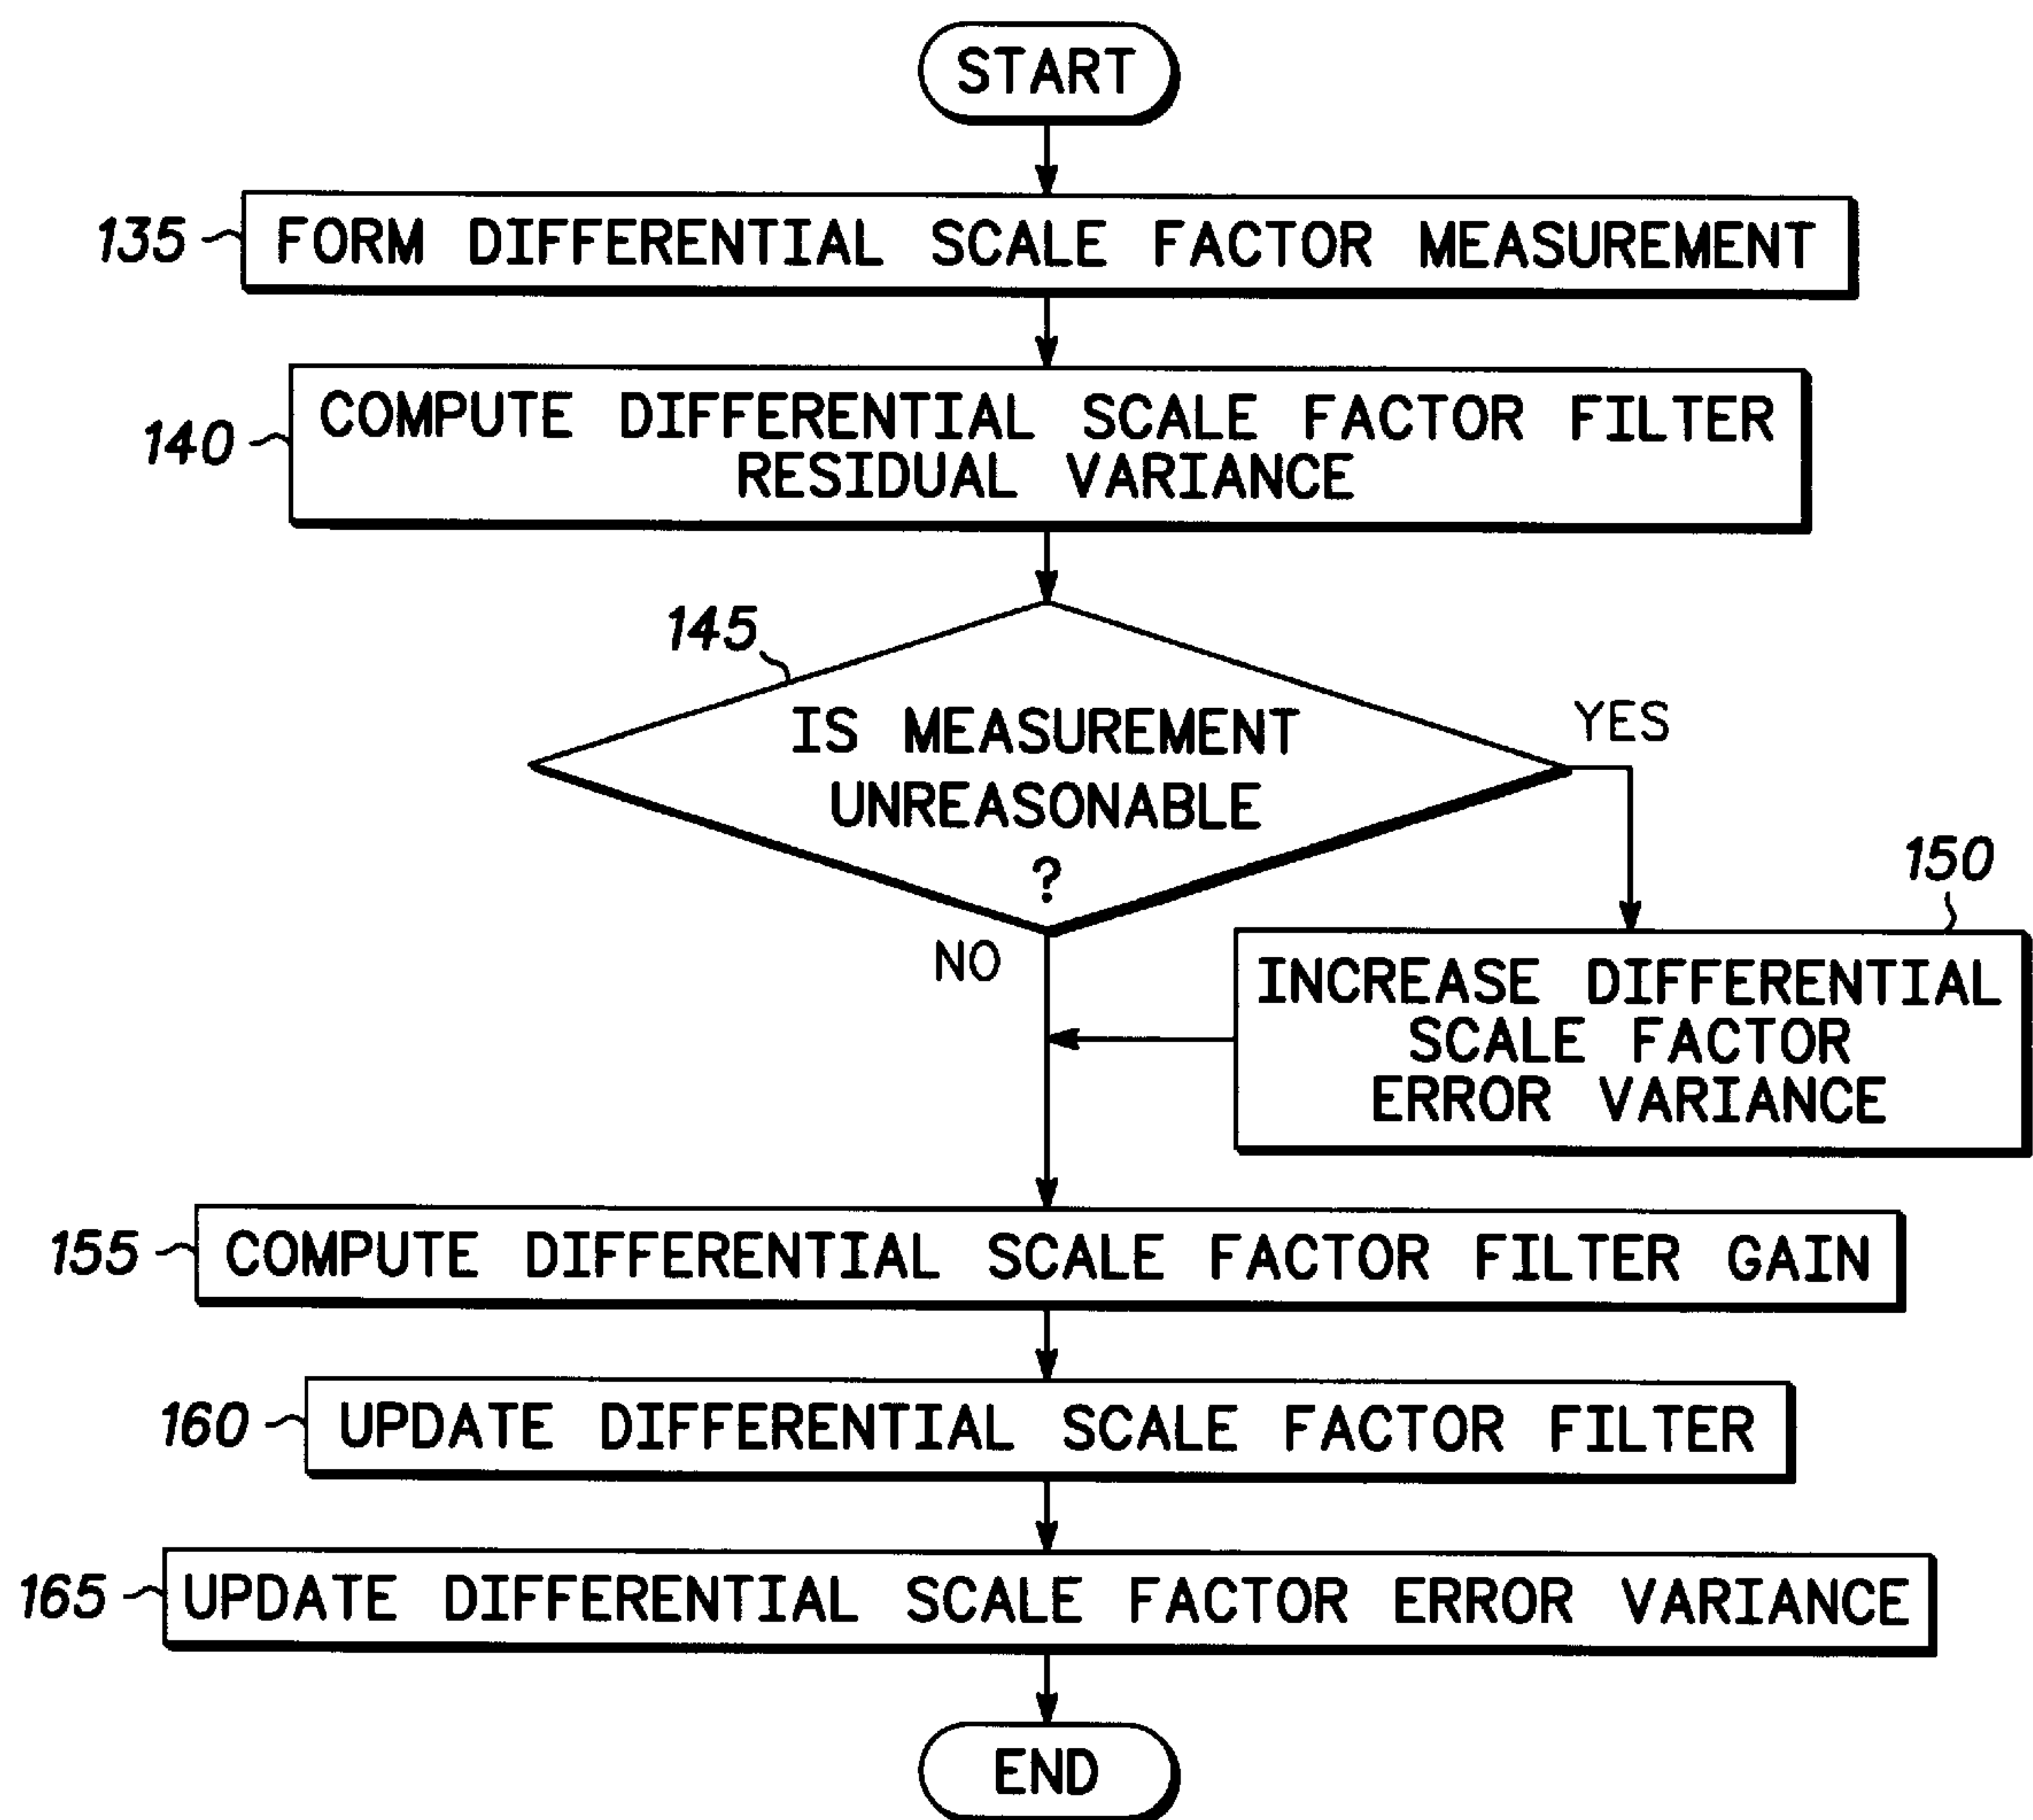 START
135
FORM DIFFERENTIAL SCALE FACTOR MEASUREMENT
140
COMPUTE DIFFERENTIAL SCALE FACTOR FILTER
RESIDUAL VARIANCE
145
IS MEASUREMENT
UNREASONABLE
?
YES
NO
150
INCREASE DIFFERENTIAL
SCALE FACTOR
ERROR VARIANCE
155
COMPUTE DIFFERENTIAL SCALE FACTOR FILTER GAIN
160
UPDATE DIFFERENTIAL SCALE FACTOR FILTER
165
UPDATE DIFFERENTIAL SCALE FACTOR ERROR VARIANCE
END